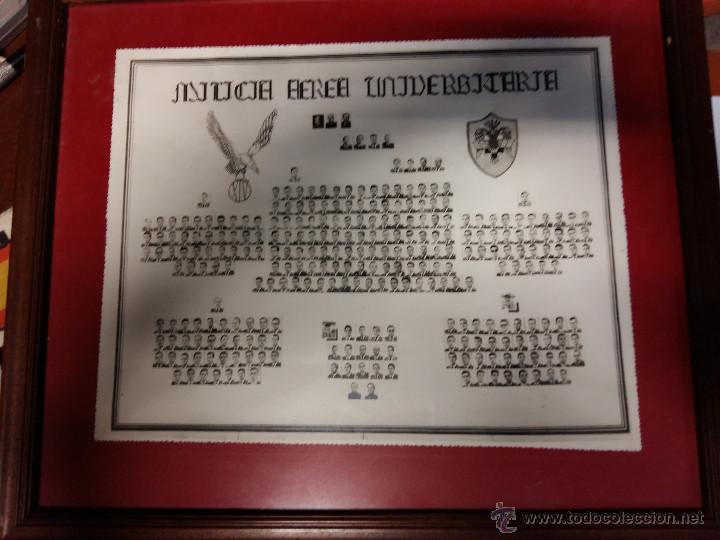 MILICIA AEREA UNIVERSITARIA
© www.todocoleccion.net